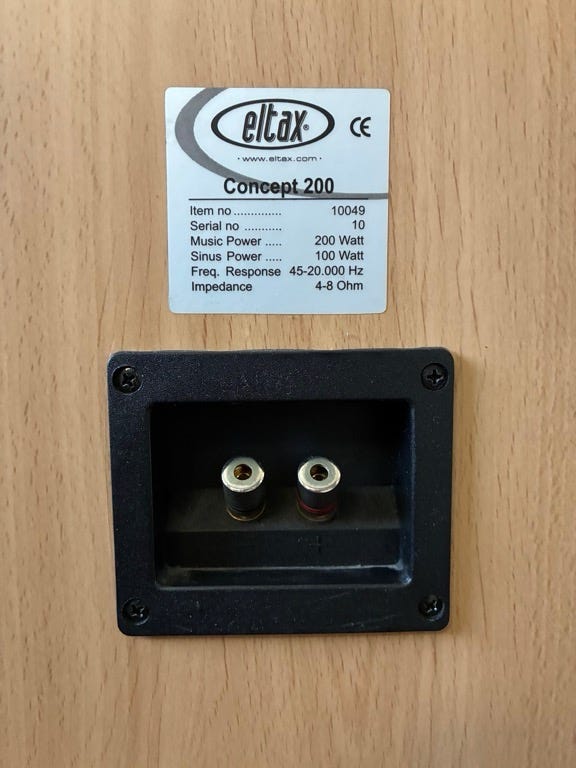 eltax®
CE
· www.eltax.com ·
Concept 200
Item no .............. 10049
Serial no ........... 10
Music Power ..... 200 Watt
Sinus Power ..... 100 Watt
Freq. Response 45-20.000 Hz
Impedance 4-8 Ohm
- +